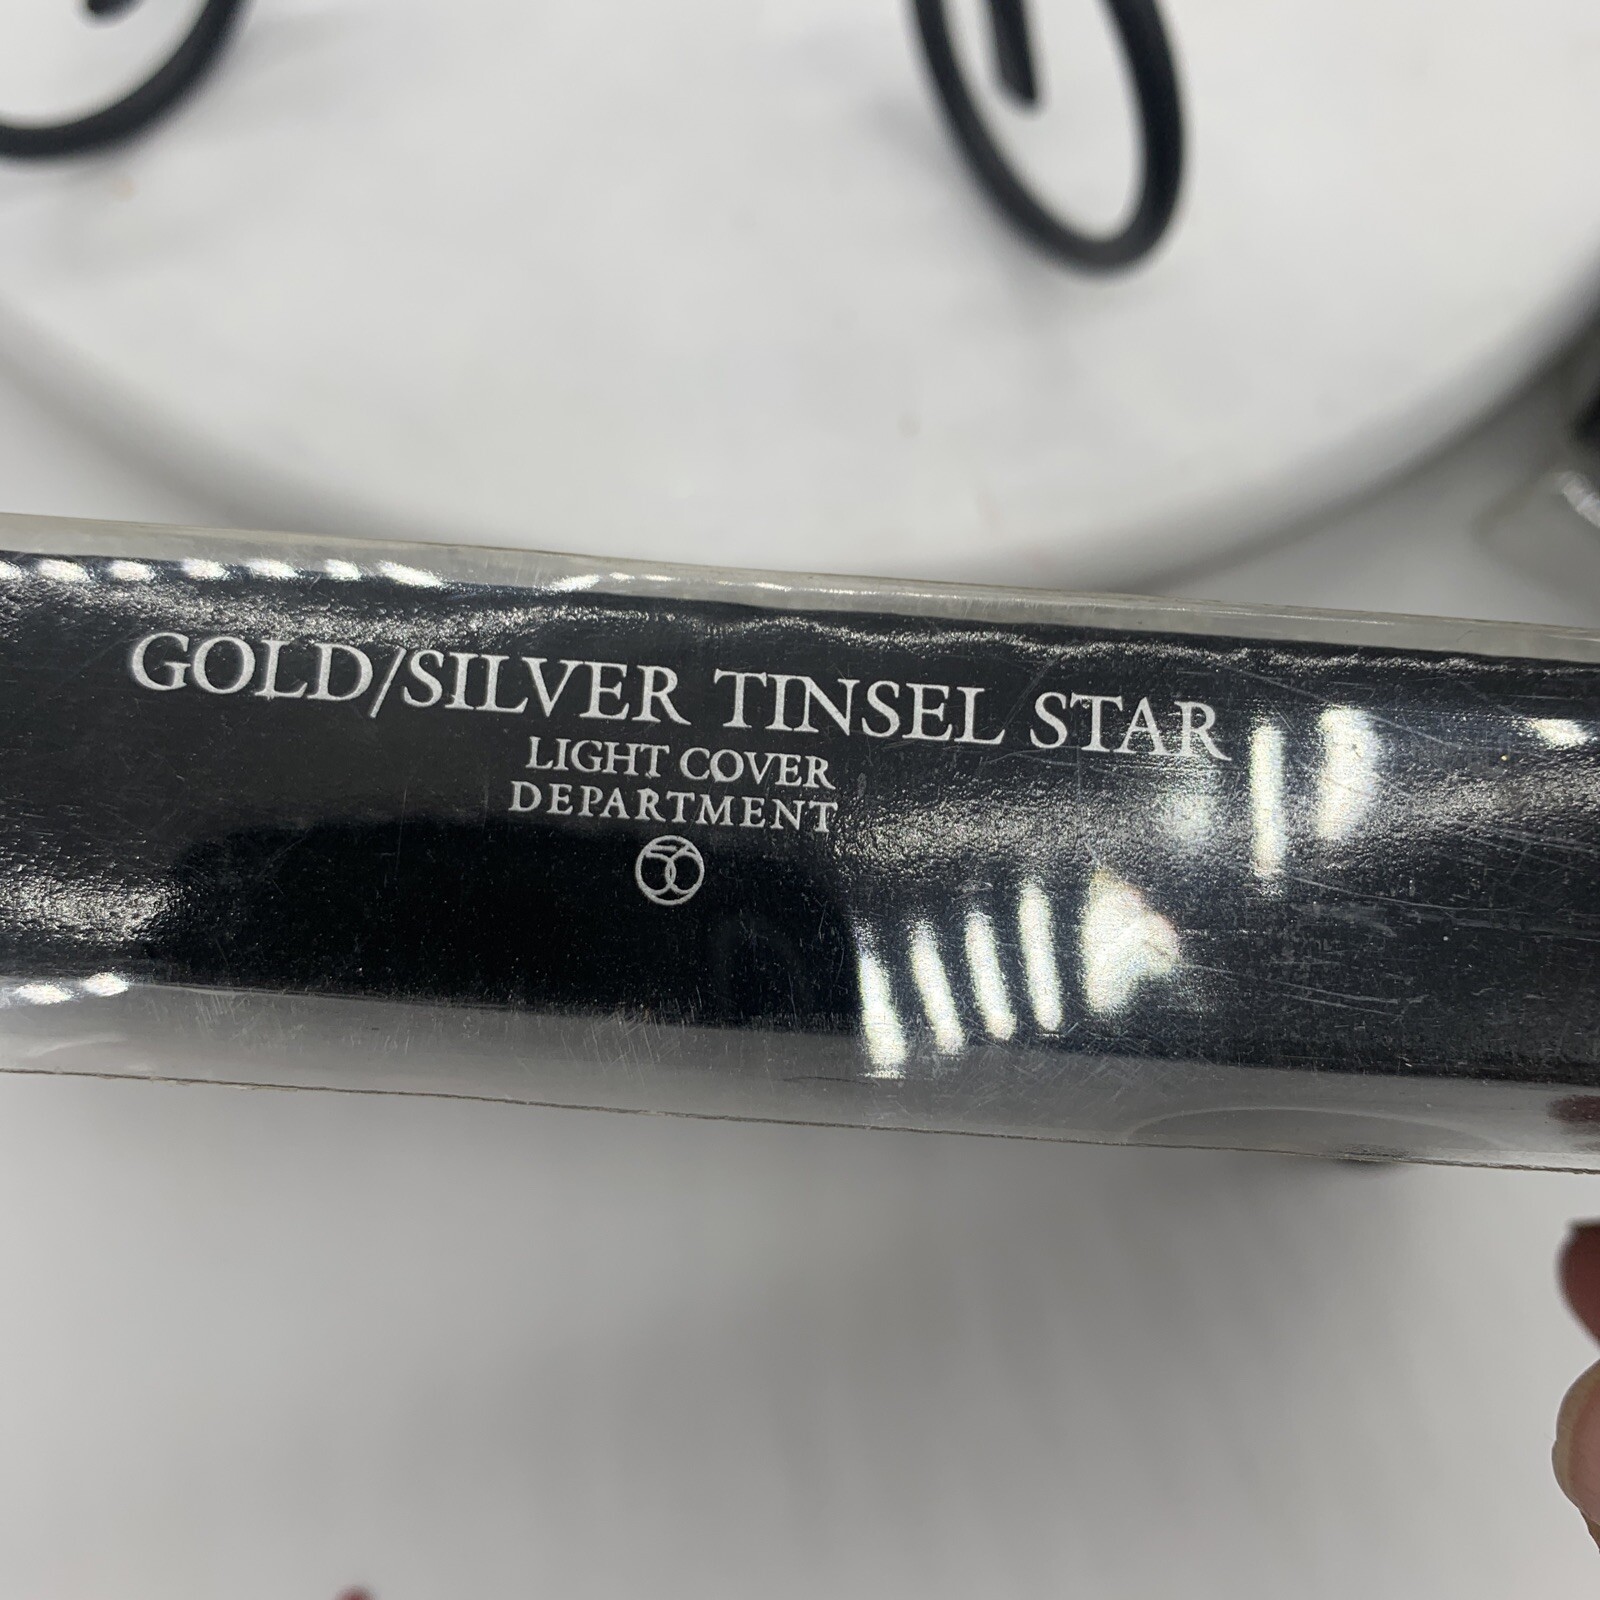 GOLD/SILVER TINSEL STAR
LIGHT COVER
DEPARTMENT